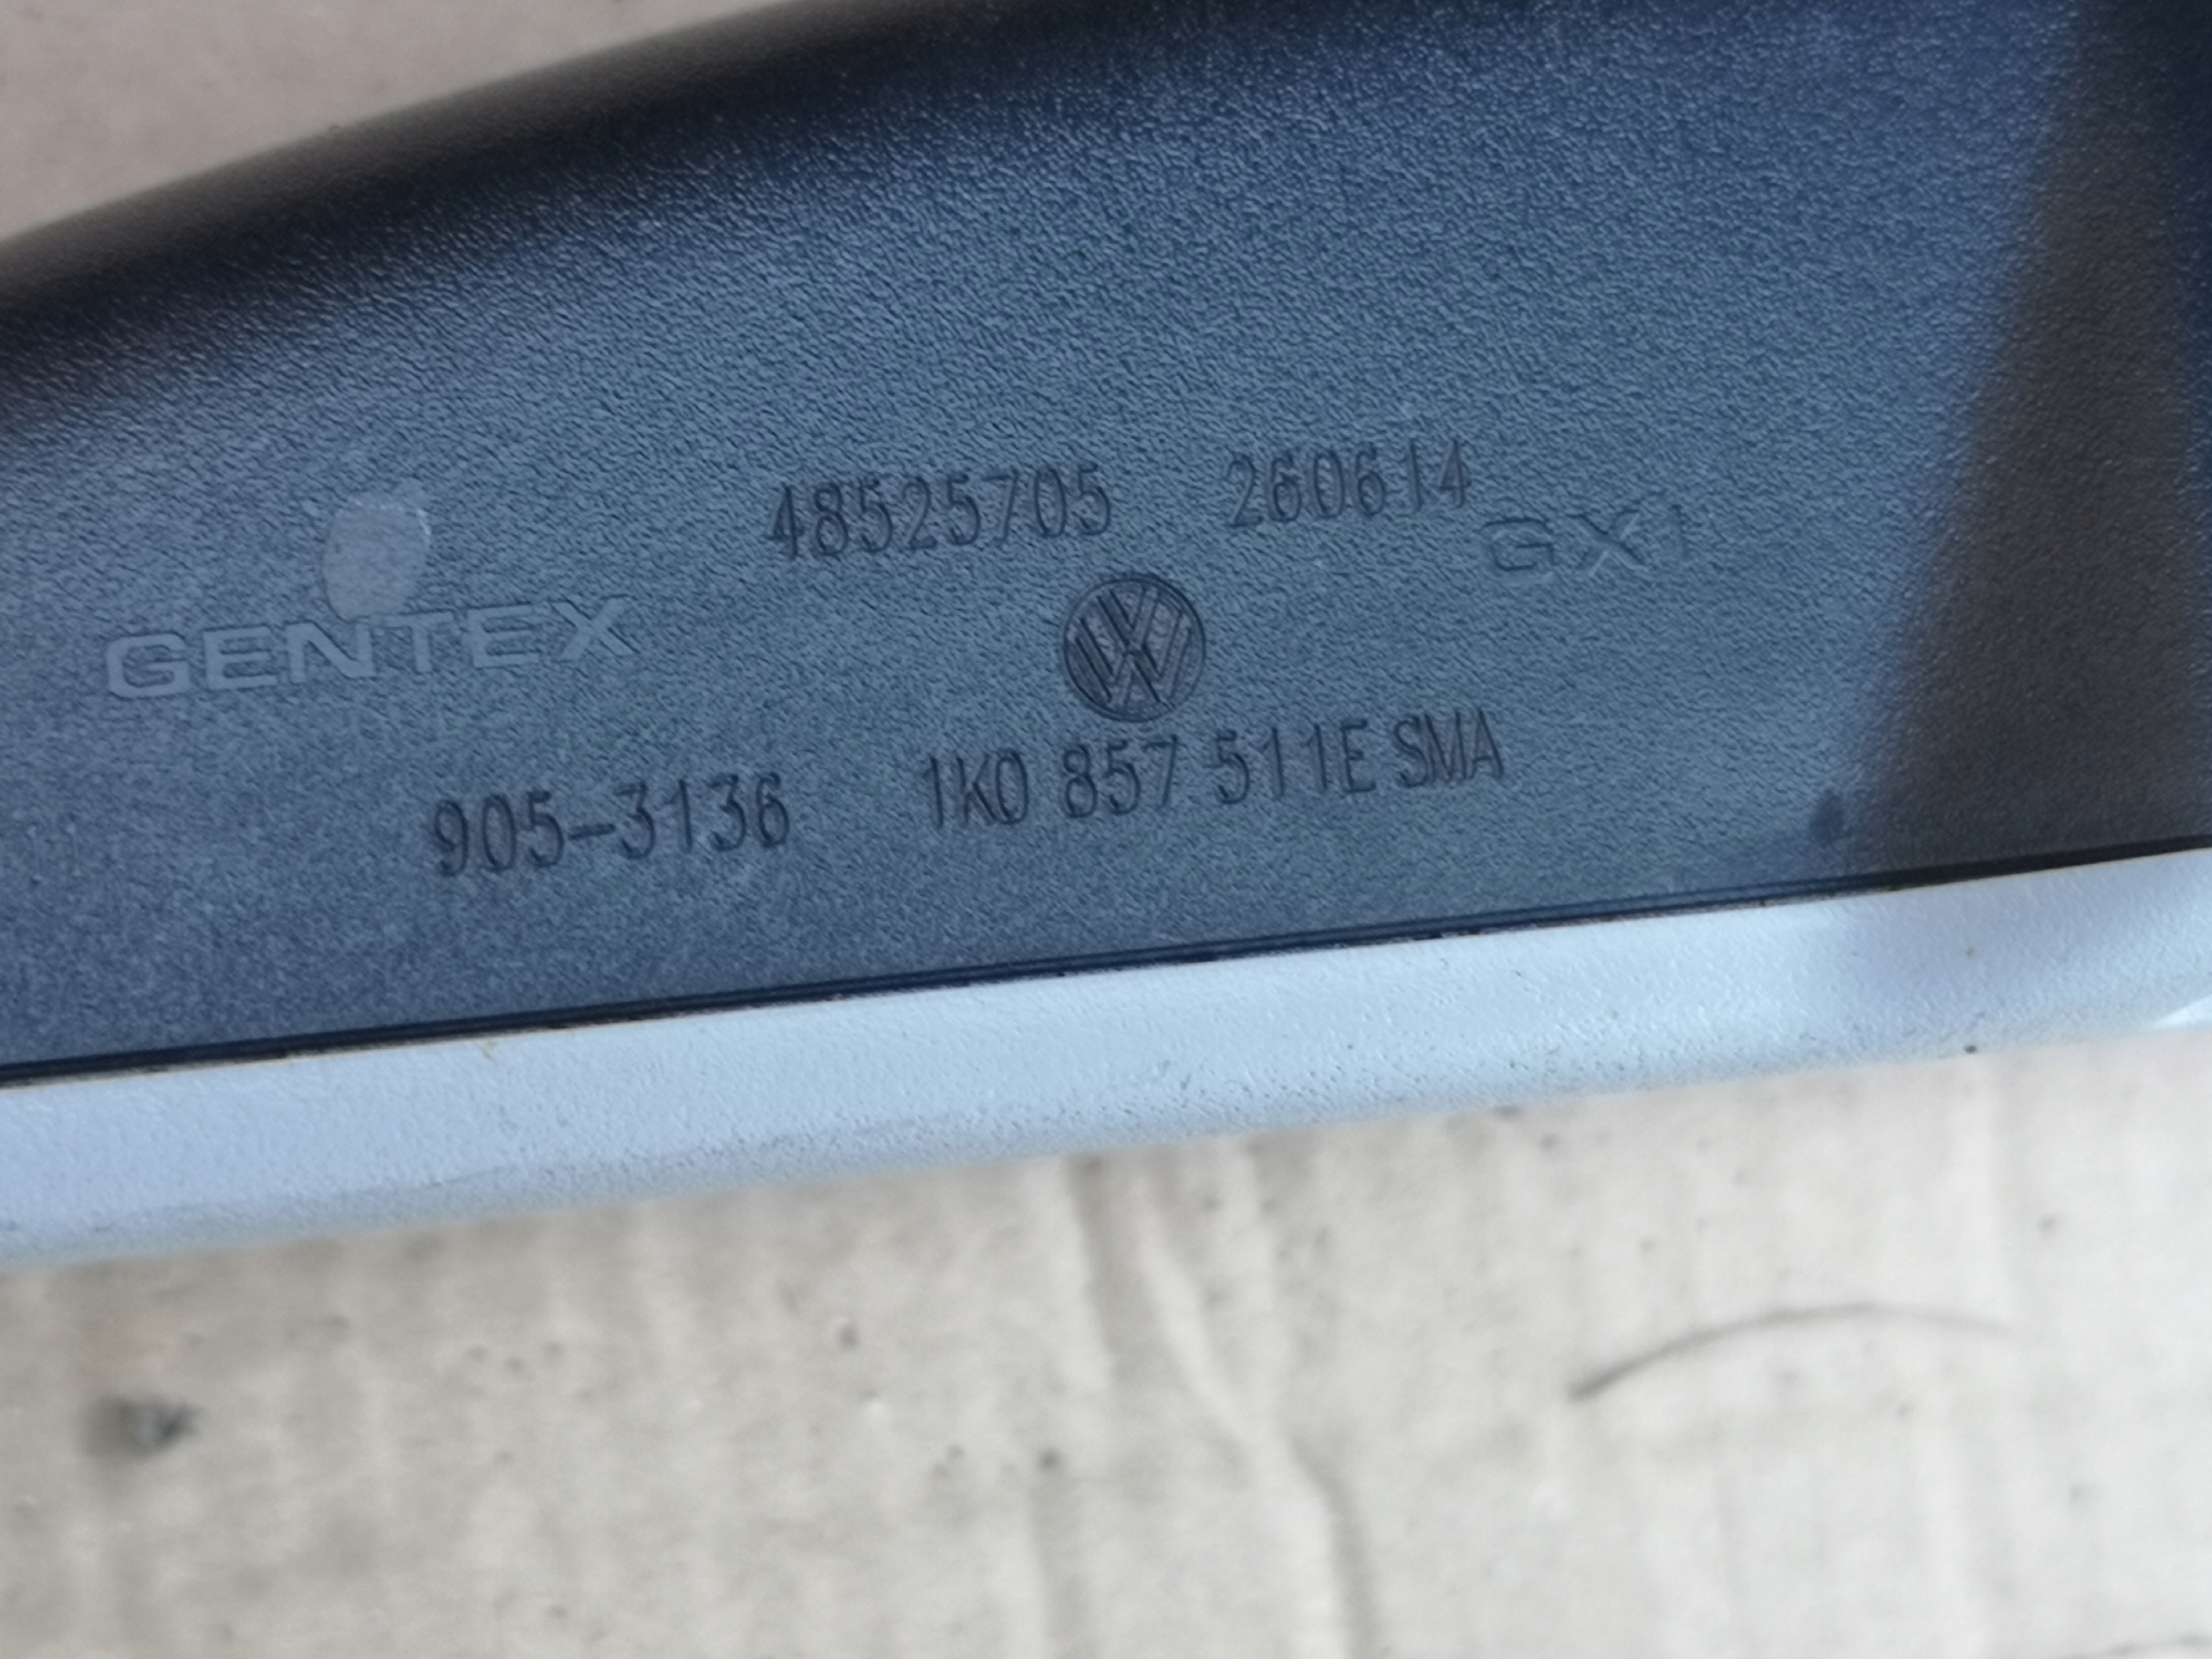 48525705 260614
GX1
GENTEX
905-3136 1K0 857 511E SMA